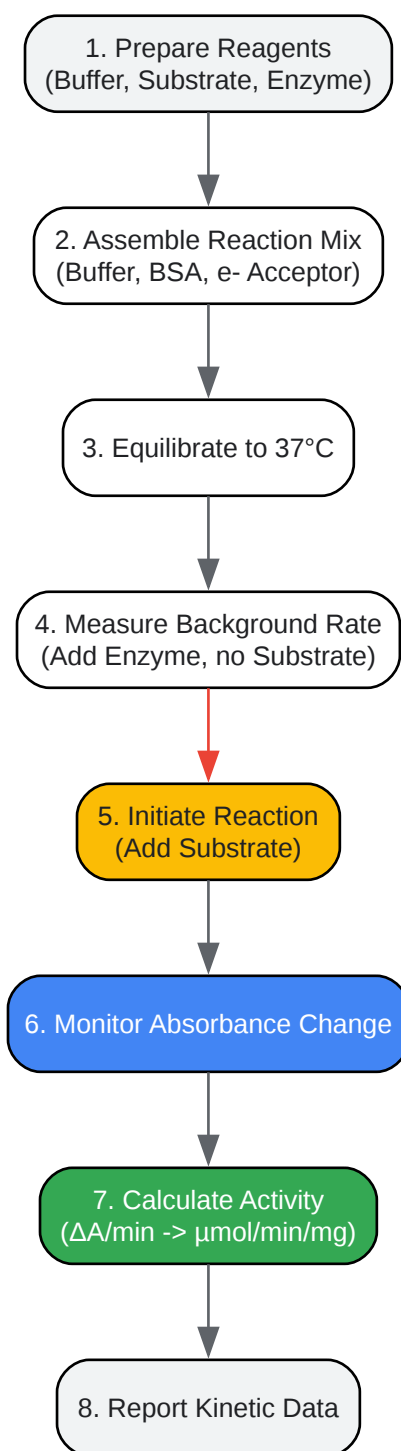 1. Prepare Reagents
(Buffer, Substrate, Enzyme)
2. Assemble Reaction Mix
(Buffer, BSA, e- Acceptor)
3. Equilibrate to 37°C
4. Measure Background Rate
(Add Enzyme, no Substrate)
5. Initiate Reaction
(Add Substrate)
6. Monitor Absorbance Change
7. Calculate Activity
(ΔA/min -> µmol/min/mg)
8. Report Kinetic Data